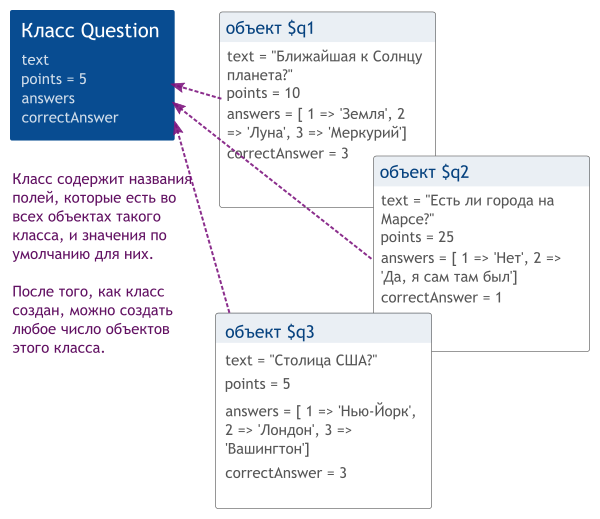 Класс Question
text
points = 5
answers
correctAnswer
Класс содержит названия
полей, которые есть во
всех объектах такого
класса, и значения по
умолчанию для них.
После того, как класс
создан, можно создать
любое число объектов
этого класса.
объект $q1
text = "Ближайшая к Солнцу
планета?"
points = 10
answers = [ 1 => 'Земля', 2
=> 'Луна', 3 => 'Меркурий']
correctAnswer = 3
объект $q2
text = "Есть ли города на
Марсе?"
points = 25
answers = [ 1 => 'Нет', 2 =>
'Да, я сам там был']
correctAnswer = 1
объект $q3
text = "Столица США?"
points = 5
answers = [ 1 => 'Нью-Йорк',
2 => 'Лондон', 3 =>
'Вашингтон']
correctAnswer = 3